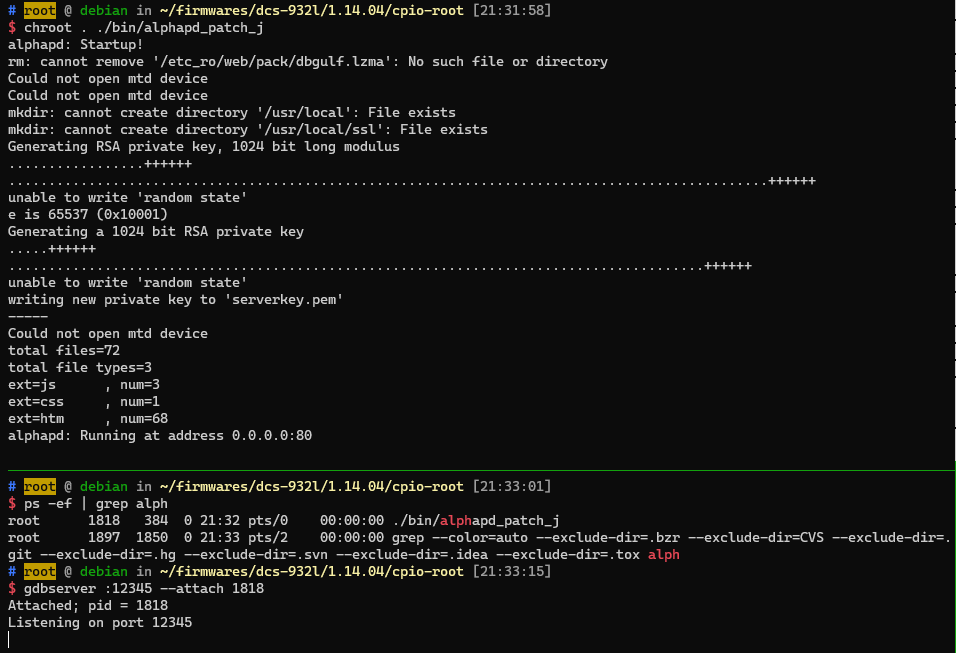 # root @ debian in ~/firmwares/dcs-932l/1.14.04/cpio-root [21:31:58]
$ chroot . ./bin/alphapd_patch_j
alphapd: Startup!
rm: cannot remove '/etc_ro/web/pack/dbgulf.lzma': No such file or directory
Could not open mtd device
Could not open mtd device
mkdir: cannot create directory '/usr/local': File exists
mkdir: cannot create directory '/usr/local/ssl': File exists
Generating RSA private key, 1024 bit long modulus
.................++++++
...............................................................................................++++++
unable to write 'random state'
e is 65537 (0x10001)
Generating a 1024 bit RSA private key
.....++++++
.......................................................................................++++++
unable to write 'random state'
writing new private key to 'serverkey.pem'
-----
Could not open mtd device
total files=72
total file types=3
ext=js      , num=3
ext=css     , num=1
ext=htm     , num=68
alphapd: Running at address 0.0.0.0:80
# root @ debian in ~/firmwares/dcs-932l/1.14.04/cpio-root [21:33:01]
$ ps -ef | grep alph
root      1818   384  0 21:32 pts/0    00:00:00 ./bin/alphapd_patch_j
root      1897  1850  0 21:33 pts/2    00:00:00 grep --color=auto --exclude-dir=.bzr --exclude-dir=CVS --exclude-dir=.
git --exclude-dir=.hg --exclude-dir=.svn --exclude-dir=.idea --exclude-dir=.tox alph
# root @ debian in ~/firmwares/dcs-932l/1.14.04/cpio-root [21:33:15]
$ gdbserver :12345 --attach 1818
Attached; pid = 1818
Listening on port 12345